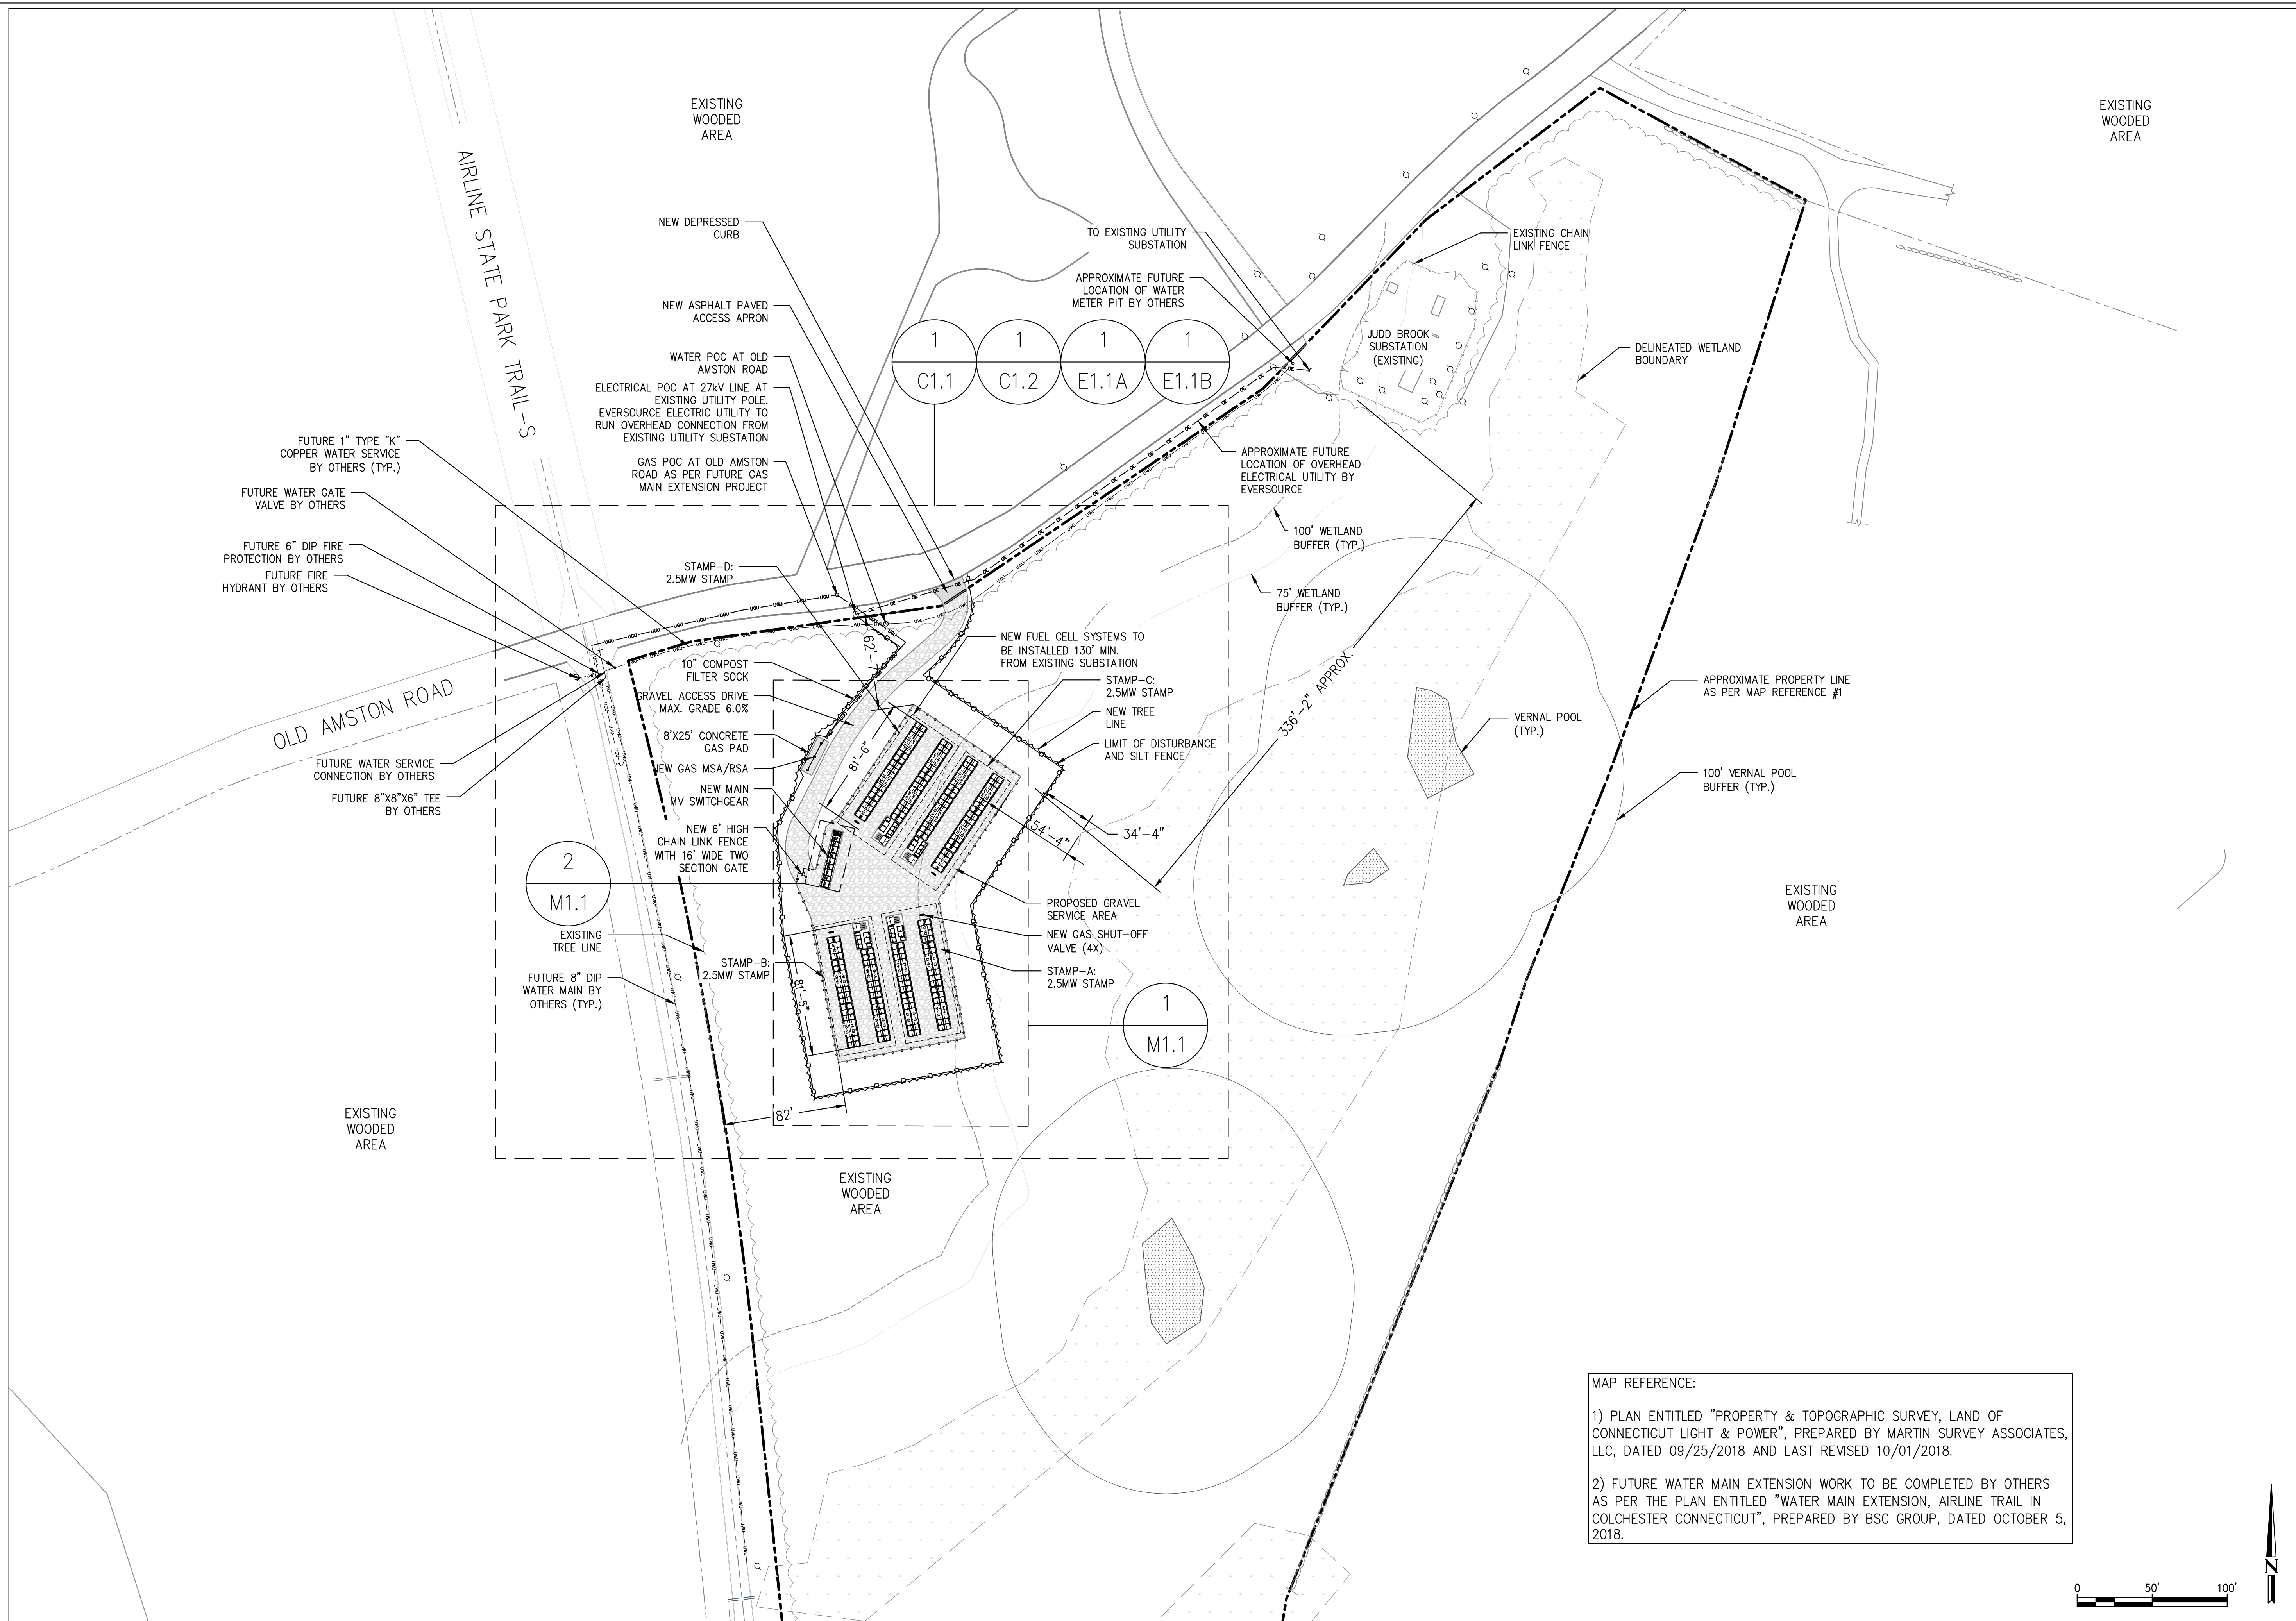 EXISTING
WOODED
AREA
EXISTING
WOODED
AREA
AIRLINE STATE PARK TRAIL-S
NEW DEPRESSED
CURB
NEW ASPHALT PAVED
ACCESS APRON
WATER POC AT OLD
AMSTON ROAD
ELECTRICAL POC AT 27kV LINE AT
EXISTING UTILITY POLE.
EVERSOURCE ELECTRIC UTILITY TO
RUN OVERHEAD CONNECTION FROM
EXISTING UTILITY SUBSTATION
GAS POC AT OLD AMSTON
ROAD AS PER FUTURE GAS
MAIN EXTENSION PROJECT
TO EXISTING UTILITY
SUBSTATION
APPROXIMATE FUTURE
LOCATION OF WATER
METER PIT BY OTHERS
1
C1.1
1
C1.2
1
E1.1A
1
E1.1B
EXISTING CHAIN
LINK FENCE
JUDD BROOK
SUBSTATION
(EXISTING)
DELINEATED WETLAND
BOUNDARY
APPROXIMATE FUTURE
LOCATION OF OVERHEAD
ELECTRICAL UTILITY BY
EVERSOURCE
100' WETLAND
BUFFER (TYP.)
75' WETLAND
BUFFER (TYP.)
FUTURE 1" TYPE "K"
COPPER WATER SERVICE
BY OTHERS (TYP.)
FUTURE WATER GATE
VALVE BY OTHERS
FUTURE 6" DIP FIRE
PROTECTION BY OTHERS
FUTURE FIRE
HYDRANT BY OTHERS
OLD AMSTON ROAD
FUTURE WATER SERVICE
CONNECTION BY OTHERS
FUTURE 8"X8"X6" TEE
BY OTHERS
STAMP-D:
2.5MW STAMP
10" COMPOST
FILTER SOCK
GRAVEL ACCESS DRIVE
MAX. GRADE 6.0%
8'X25' CONCRETE
GAS PAD
NEW GAS MSA/RSA
NEW MAIN
MV SWITCHGEAR
NEW 6' HIGH
CHAIN LINK FENCE
WITH 16' WIDE TWO
SECTION GATE
2
M1.1
EXISTING
TREE LINE
FUTURE 8" DIP
WATER MAIN BY
OTHERS (TYP.)
STAMP-B:
2.5MW STAMP
81'-6"
81'-5"
82'
NEW FUEL CELL SYSTEMS TO
BE INSTALLED 130' MIN.
FROM EXISTING SUBSTATION
STAMP-C:
2.5MW STAMP
NEW TREE
LINE
LIMIT OF DISTURBANCE
AND SILT FENCE
336'-2" APPROX.
54'-4"
34'-4"
PROPOSED GRAVEL
SERVICE AREA
NEW GAS SHUT-OFF
VALVE (4X)
STAMP-A:
2.5MW STAMP
1
M1.1
APPROXIMATE PROPERTY LINE
AS PER MAP REFERENCE #1
VERNAL POOL
(TYP.)
100' VERNAL POOL
BUFFER (TYP.)
EXISTING
WOODED
AREA
EXISTING
WOODED
AREA
EXISTING
WOODED
AREA
MAP REFERENCE:
1) PLAN ENTITLED "PROPERTY & TOPOGRAPHIC SURVEY, LAND OF
CONNECTICUT LIGHT & POWER", PREPARED BY MARTIN SURVEY ASSOCIATES,
LLC, DATED 09/25/2018 AND LAST REVISED 10/01/2018.
2) FUTURE WATER MAIN EXTENSION WORK TO BE COMPLETED BY OTHERS
AS PER THE PLAN ENTITLED "WATER MAIN EXTENSION, AIRLINE TRAIL IN
COLCHESTER CONNECTICUT", PREPARED BY BSC GROUP, DATED OCTOBER 5,
2018.
N
0 50' 100'